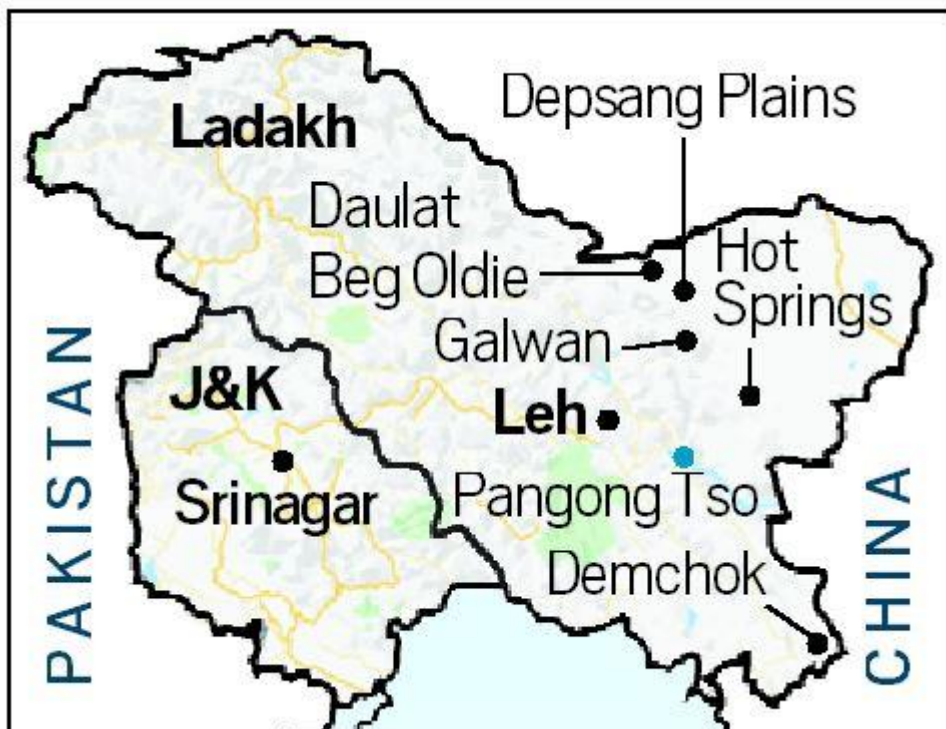 Ladakh
Depsang Plains
Daulat
Beg Oldie
Hot
Springs
Galwan
J&K
Leh
Srinagar
Pangong Tso
Demchok
PAKISTAN
CHINA